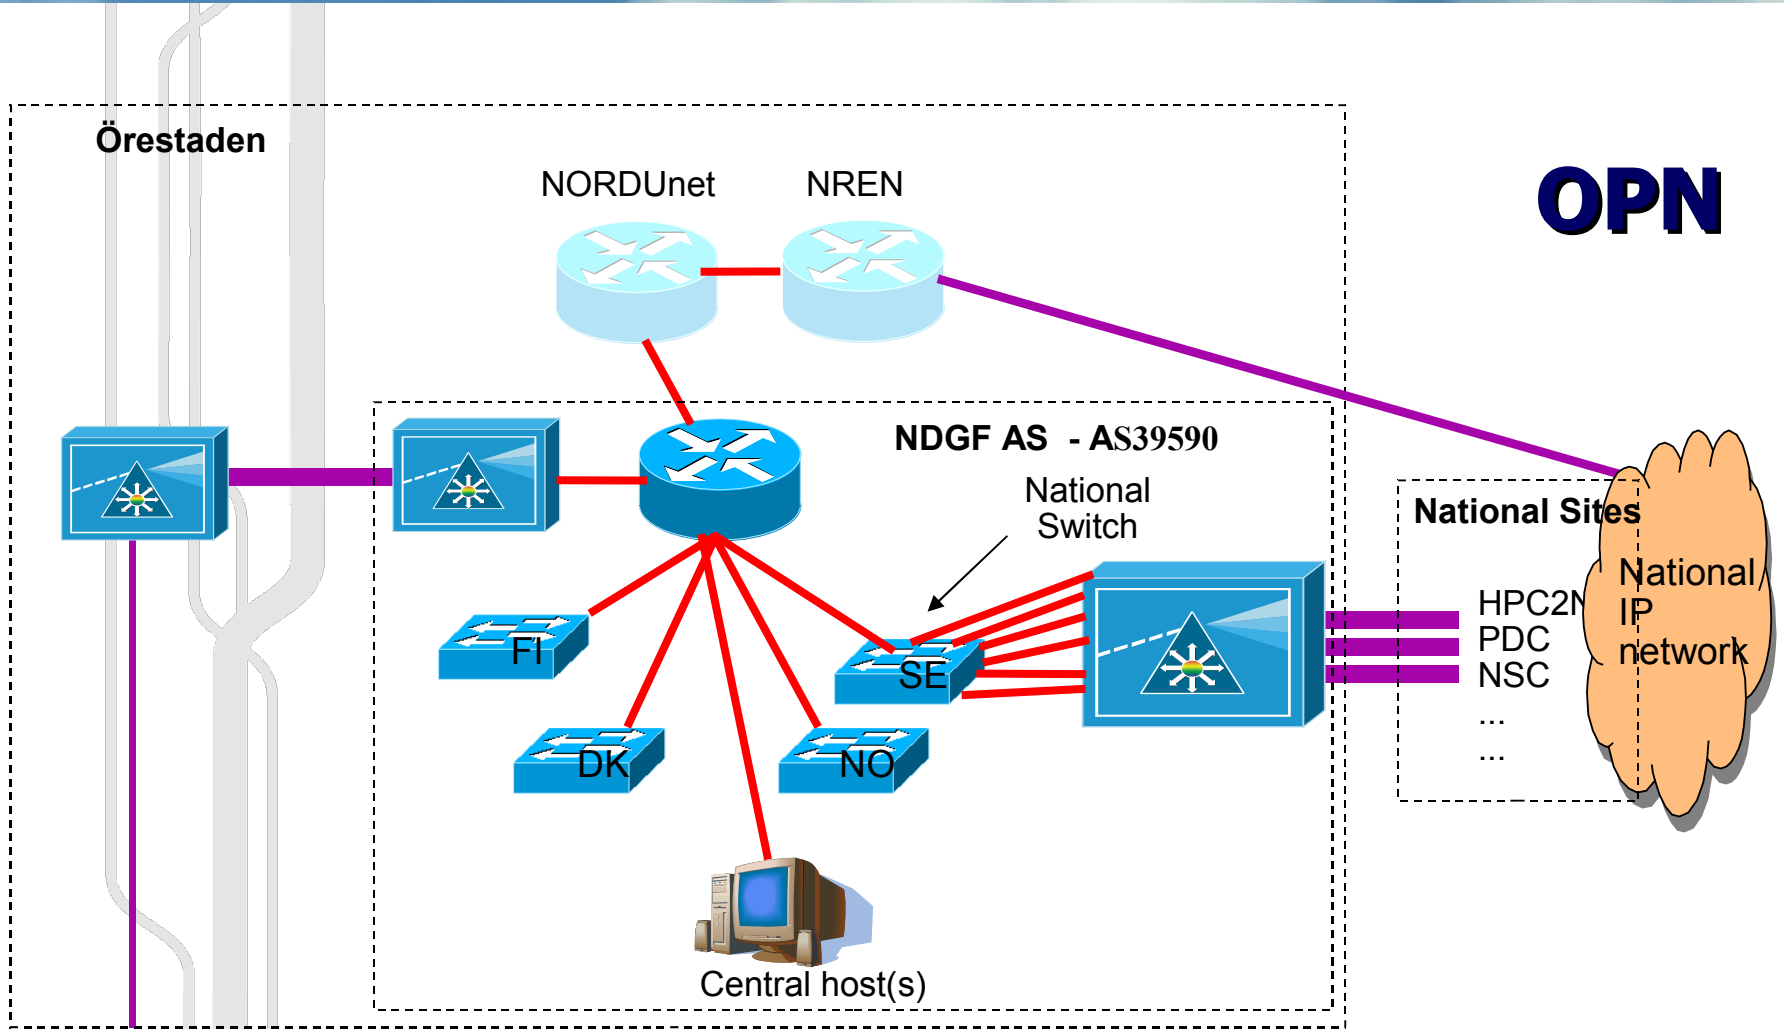 Örestaden
NORDUnet
NREN
OPN
NDGF AS - AS39590
National
Switch
National Sites
HPC2N
PDC
NSC
...
...
National
IP
network
FI
SE
DK
NO
Central host(s)